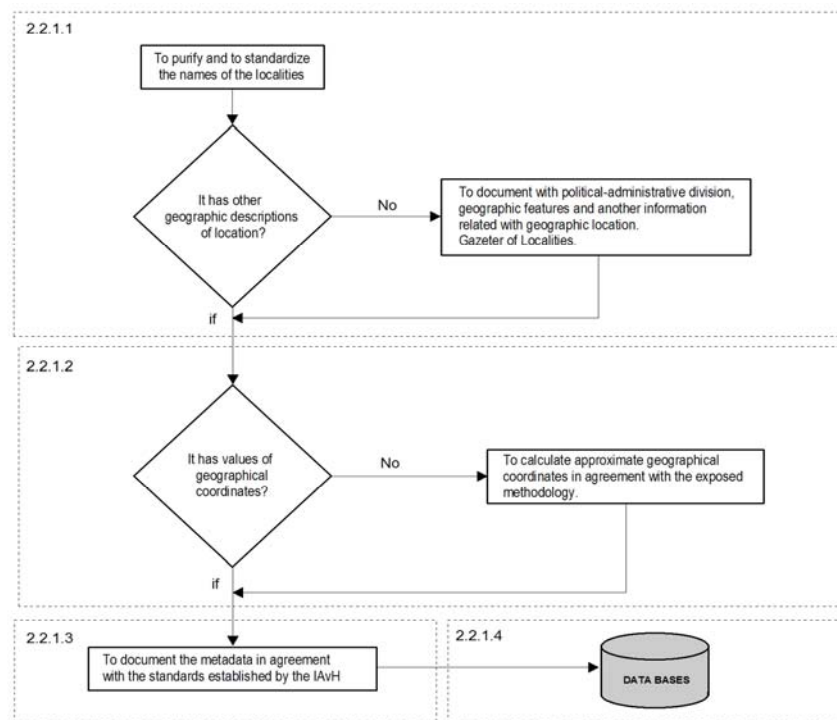 2.2.1.1
To purify and to standardize
the names of the localities
It has other
geographic descriptions
of location?
No
To document with political-administrative division,
geographic features and another information
related with geographic location.
Gazeter of Localities.
if
2.2.1.2
It has values of
geographical
coordinates?
No
To calculate approximate geographical
coordinates in agreement with the exposed
methodology.
if
2.2.1.3
To document the metadata in agreement
with the standards established by the IAvH
2.2.1.4
DATA BASES